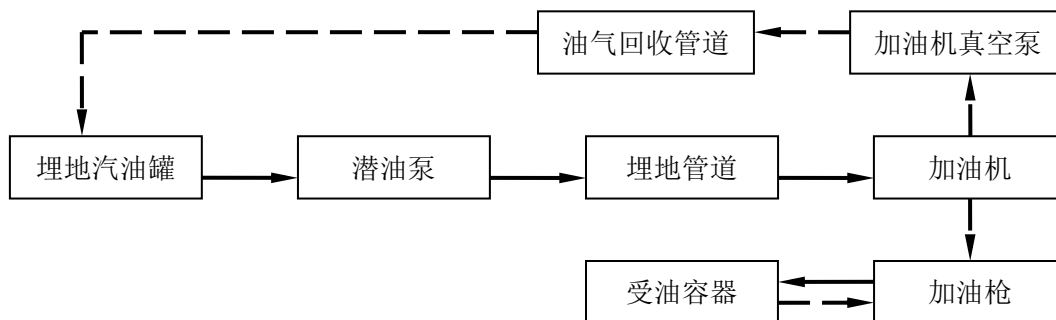 油气回收管道
加油机真空泵
埋地汽油罐
潜油泵
埋地管道
加油机
受油容器
加油枪